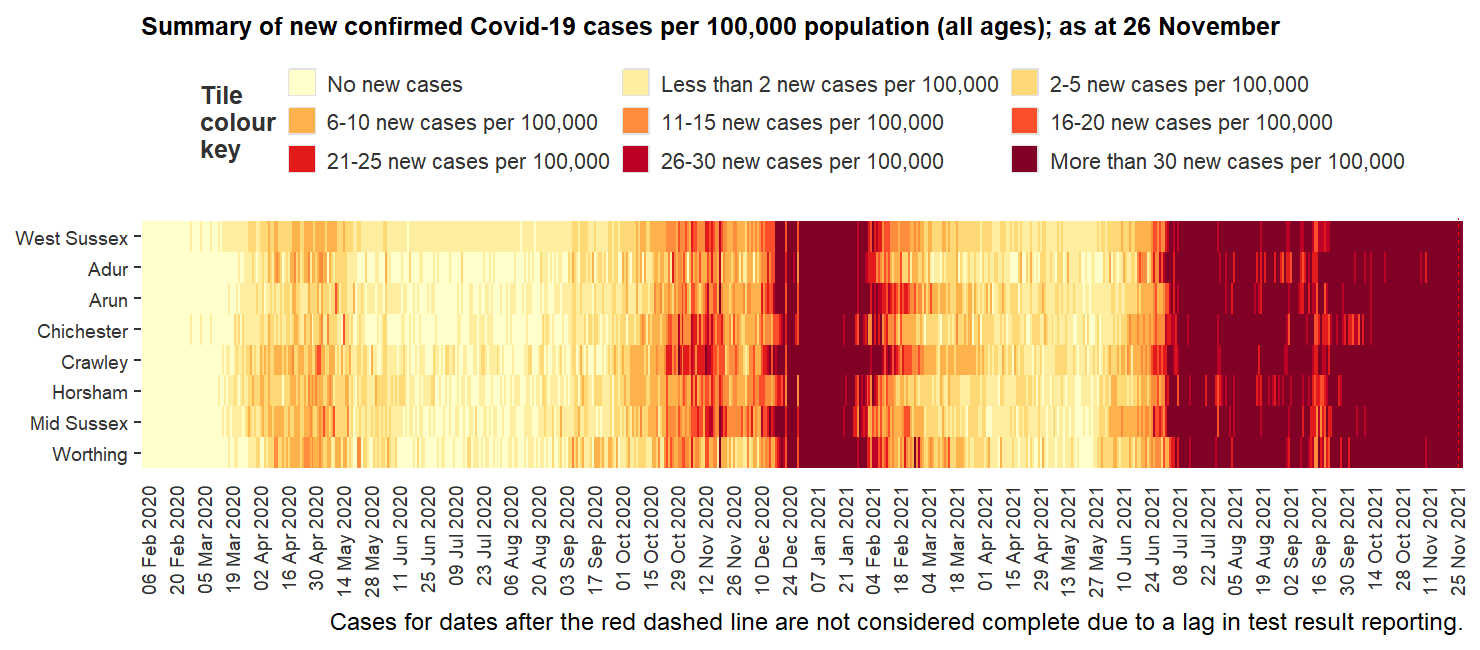 Summary of new confirmed Covid-19 cases per 100,000 population (all ages); as at 26 November
Tile
colour
key
No new cases
Less than 2 new cases per 100,000
2-5 new cases per 100,000
6-10 new cases per 100,000
11-15 new cases per 100,000
16-20 new cases per 100,000
21-25 new cases per 100,000
26-30 new cases per 100,000
More than 30 new cases per 100,000
West Sussex
Adur
Arun
Chichester
Crawley
Horsham
Mid Sussex
Worthing
06 Feb 2020
20 Feb 2020
05 Mar 2020
19 Mar 2020
02 Apr 2020
16 Apr 2020
30 Apr 2020
14 May 2020
28 May 2020
11 Jun 2020
25 Jun 2020
09 Jul 2020
23 Jul 2020
06 Aug 2020
20 Aug 2020
03 Sep 2020
17 Sep 2020
01 Oct 2020
15 Oct 2020
29 Oct 2020
12 Nov 2020
26 Nov 2020
10 Dec 2020
24 Dec 2020
07 Jan 2021
21 Jan 2021
04 Feb 2021
18 Feb 2021
04 Mar 2021
18 Mar 2021
01 Apr 2021
15 Apr 2021
29 Apr 2021
13 May 2021
27 May 2021
10 Jun 2021
24 Jun 2021
08 Jul 2021
22 Jul 2021
05 Aug 2021
19 Aug 2021
02 Sep 2021
16 Sep 2021
30 Sep 2021
14 Oct 2021
28 Oct 2021
11 Nov 2021
25 Nov 2021
Cases for dates after the red dashed line are not considered complete due to a lag in test result reporting.